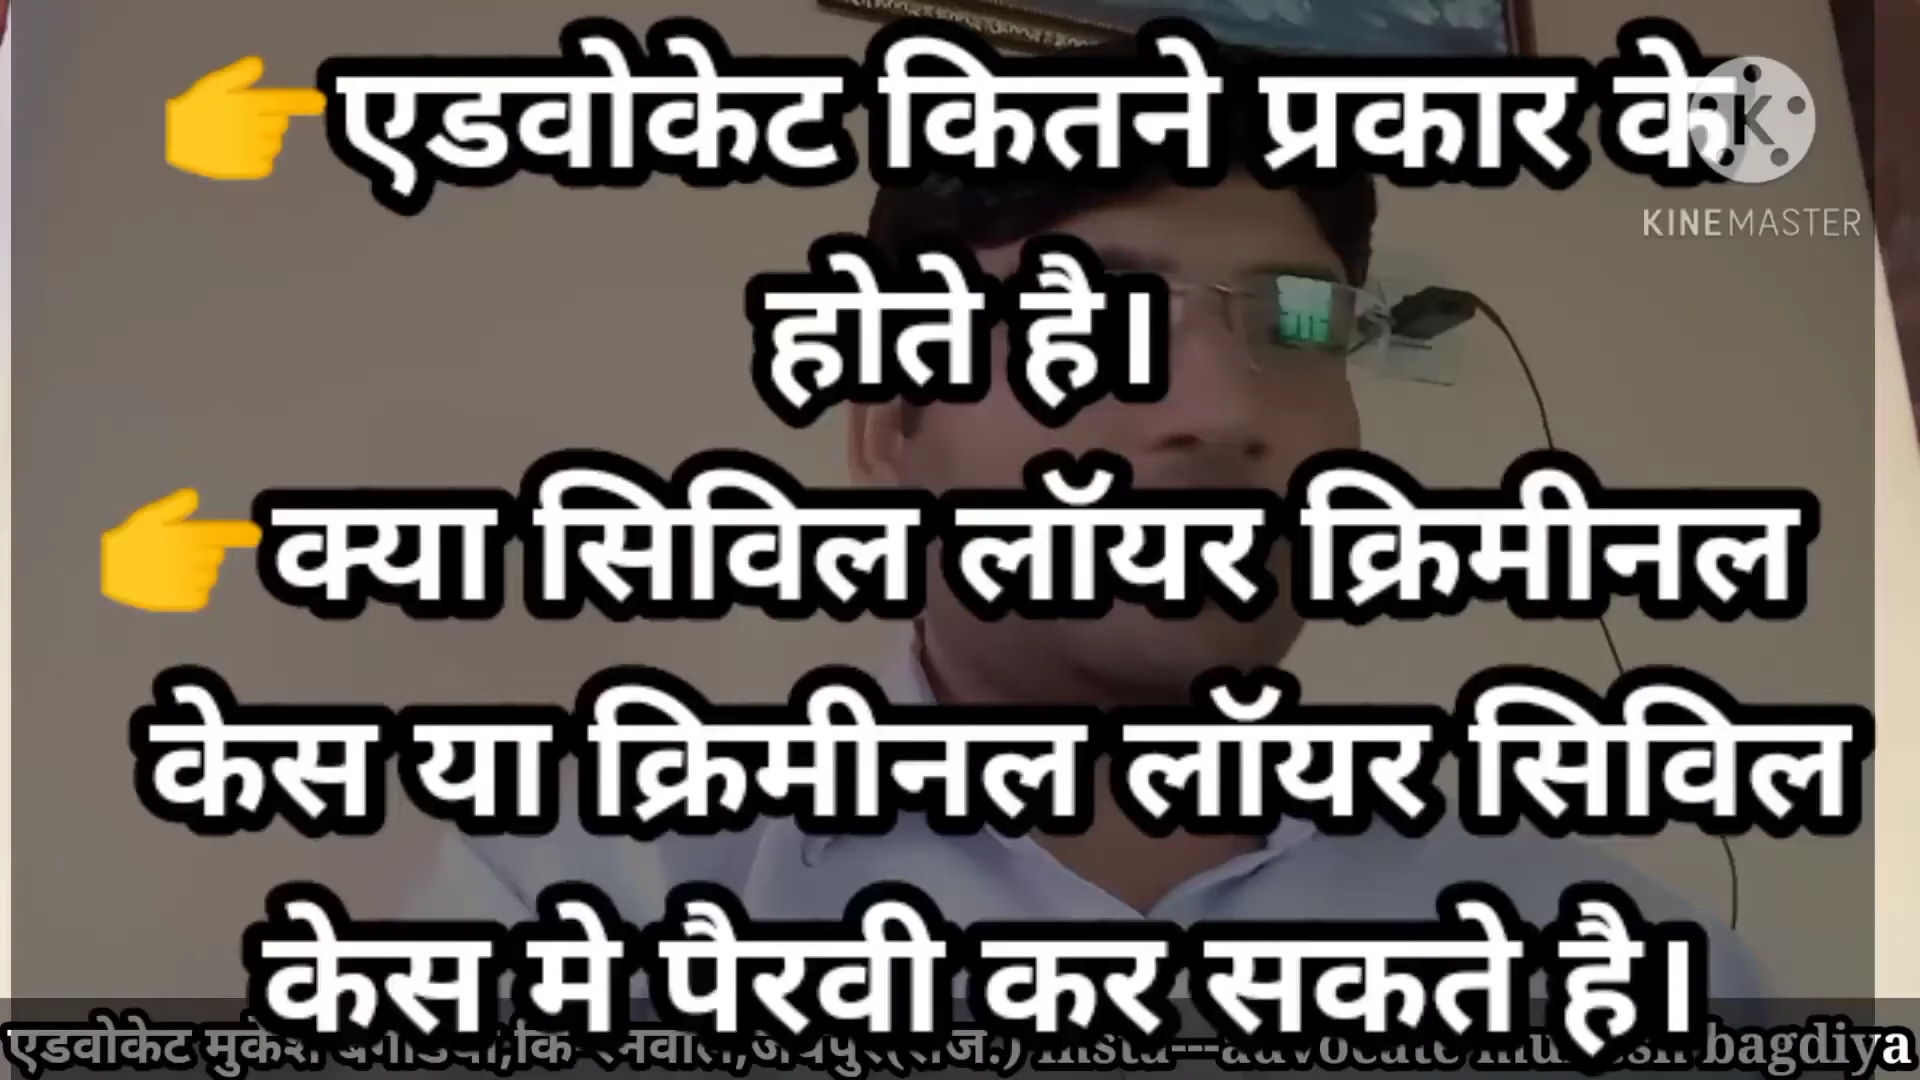 👉एडवोकेट कितने प्रकार के
KINEMASTER
होते है।
👉क्या सिविल लॉयर क्रिमीनल
केस या क्रिमीनल लॉयर सिविल
केस मे पैरवी कर सकते है।
एडवोकेट मुकेश bagdiya